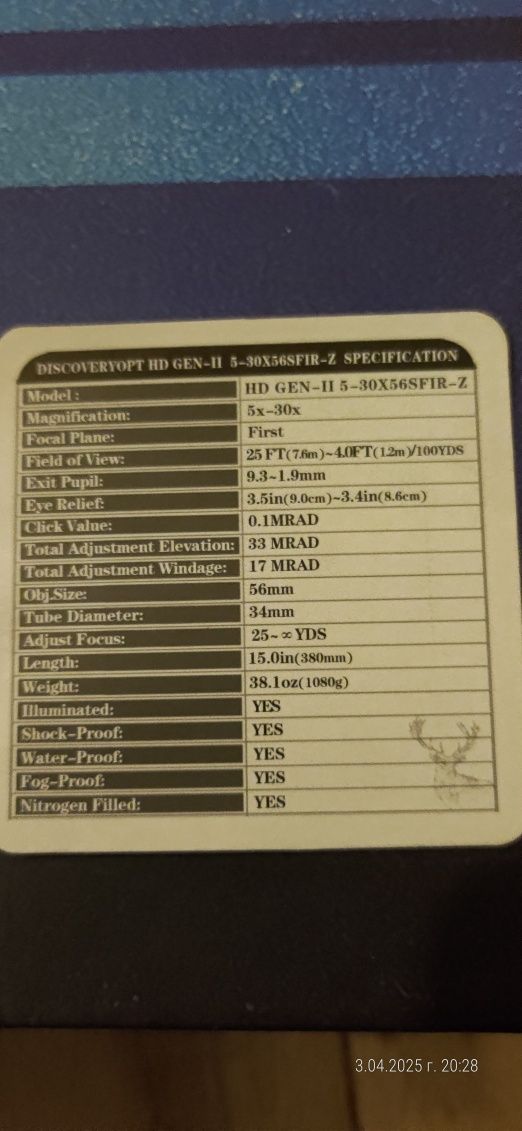 DISCOVERYOPT HD GEN-II 5-30X56SFIR-Z SPECIFICATION
Model: HD GEN-II 5-30X56SFIR-Z
Magnification: 5x-30x
Focal Plane: First
Field of View: 25 FT(7.6m)~4.0FT(1.2m)/100YDS
Exit Pupil: 9.3~1.9mm
Eye Relief: 3.5in(9.0cm)~3.4in(8.6cm)
Click Value: 0.1MRAD
Total Adjustment Elevation: 33 MRAD
Total Adjustment Windage: 17 MRAD
Obj.Size: 56mm
Tube Diameter: 34mm
Adjust Focus: 25~∞YDS
Length: 15.0in(380mm)
Weight: 38.1oz(1080g)
Illuminated: YES
Shock-Proof: YES
Water-Proof: YES
Fog-Proof: YES
Nitrogen Filled: YES
3.04.2025 г. 20:28